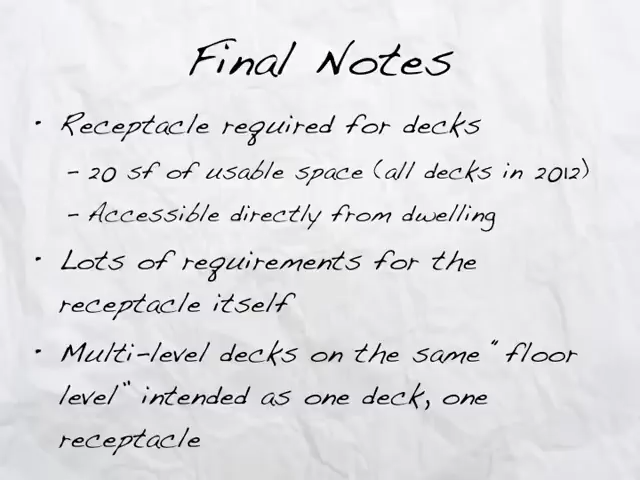 Final Notes
• Receptacle required for decks
– 20 sf of usable space (all decks in 2012)
– Accessible directly from dwelling
• Lots of requirements for the
receptacle itself
• Multi-level decks on the same "floor
level" intended as one deck, one
receptacle